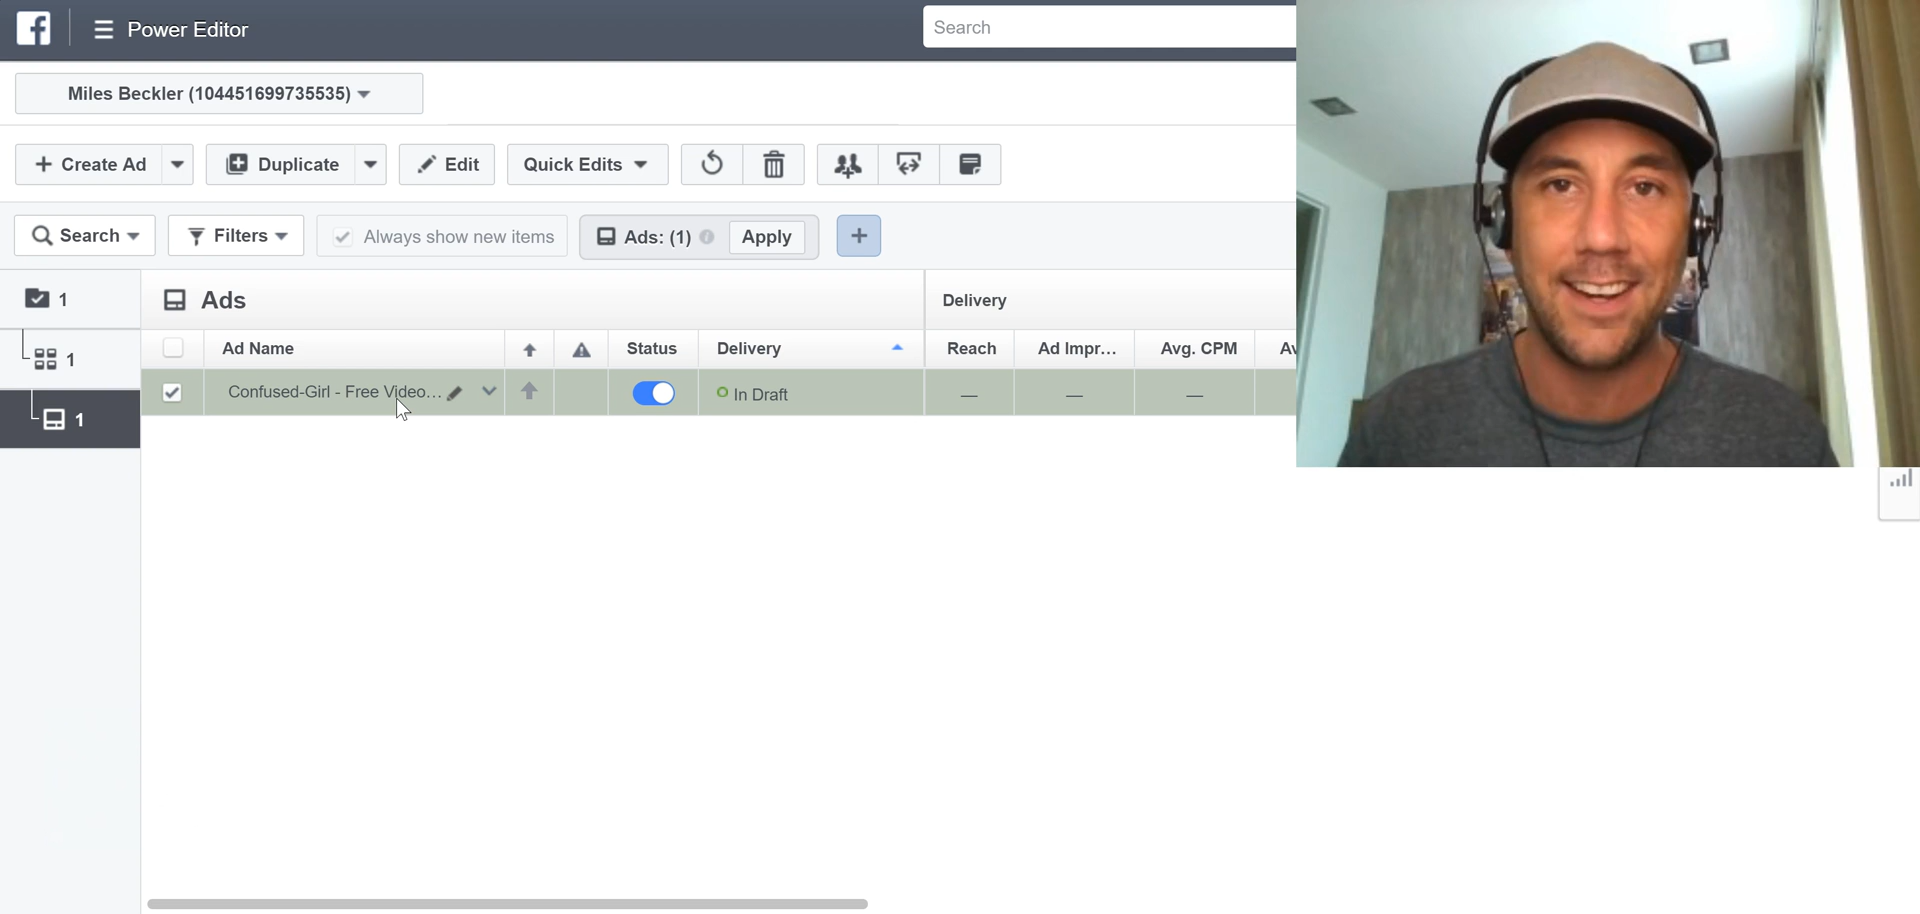 Power Editor
Search
Miles Beckler (104451699735535)
+ Create Ad
Duplicate
Edit
Quick Edits
Search
Filters
Always show new items
Ads: (1)
Apply
+
1
Ads
Delivery
1
Ad Name
Status
Delivery
Reach
Ad Impr...
Avg. CPM
Av
Confused-Girl - Free Video...
In Draft
—
—
—
1